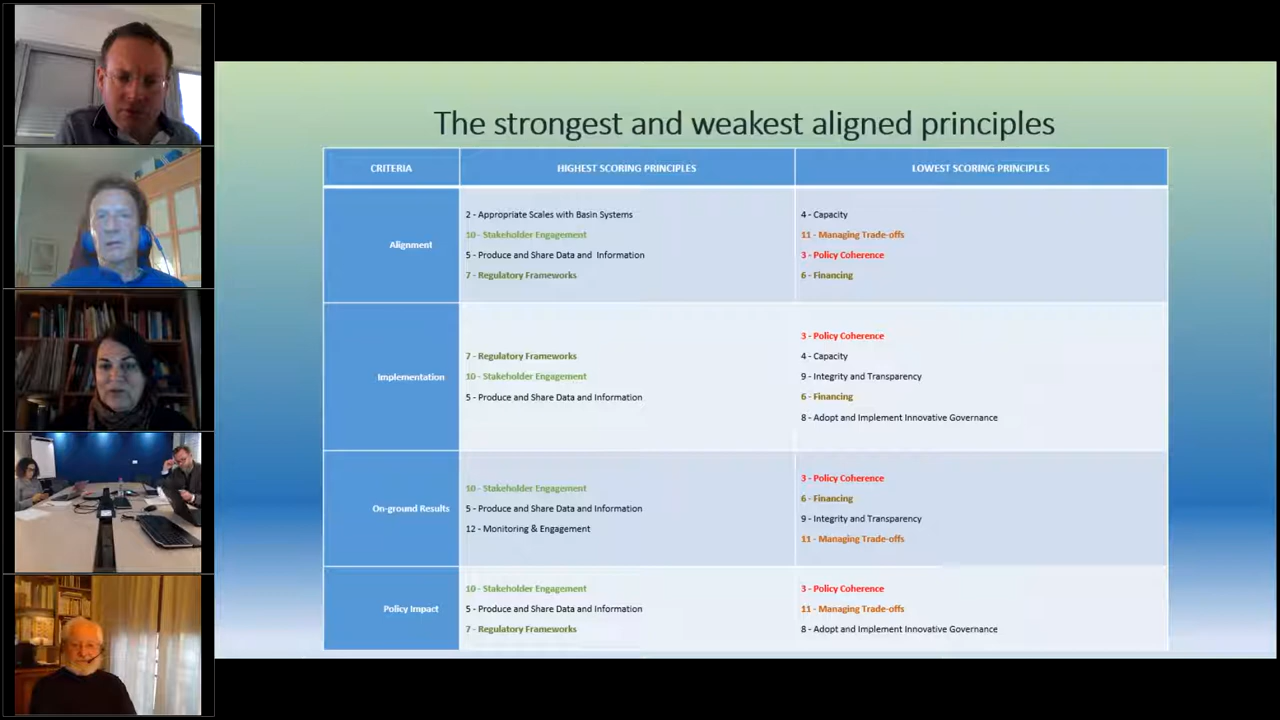 The strongest and weakest aligned principles
CRITERIA
HIGHEST SCORING PRINCIPLES
LOWEST SCORING PRINCIPLES
Alignment
2 - Appropriate Scales with Basin Systems
10 - Stakeholder Engagement
5 - Produce and Share Data and Information
7 - Regulatory Frameworks
4 - Capacity
11 - Managing Trade-offs
3 - Policy Coherence
6 - Financing
Implementation
7 - Regulatory Frameworks
10 - Stakeholder Engagement
5 - Produce and Share Data and Information
3 - Policy Coherence
4 - Capacity
9 - Integrity and Transparency
6 - Financing
8 - Adopt and Implement Innovative Governance
On-ground Results
10 - Stakeholder Engagement
5 - Produce and Share Data and Information
12 - Monitoring & Engagement
3 - Policy Coherence
6 - Financing
9 - Integrity and Transparency
11 - Managing Trade-offs
Policy Impact
10 - Stakeholder Engagement
5 - Produce and Share Data and Information
7 - Regulatory Frameworks
3 - Policy Coherence
11 - Managing Trade-offs
8 - Adopt and Implement Innovative Governance